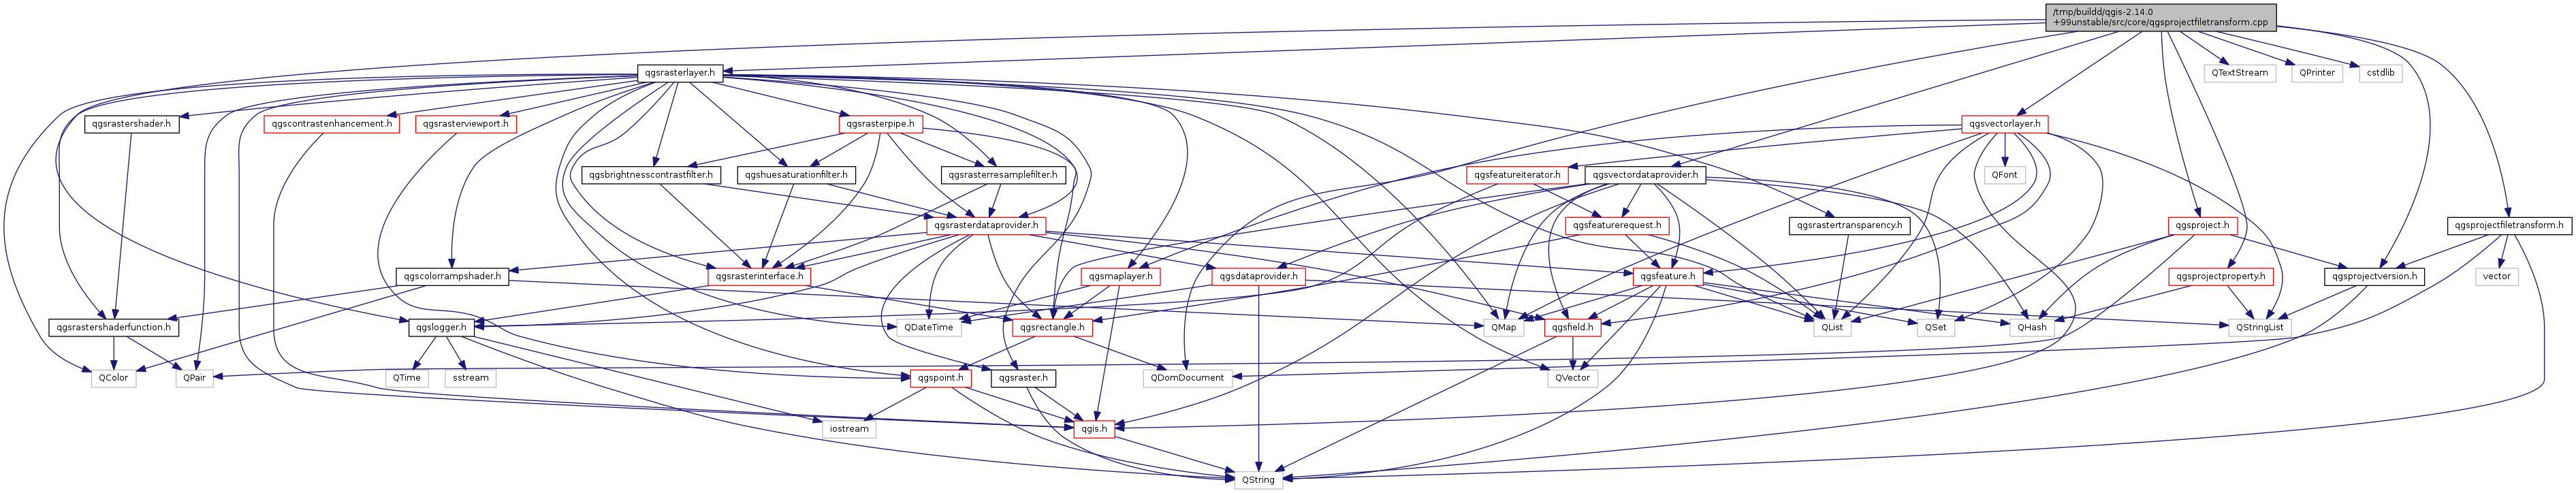 /tmp/buildd/qgis-2.14.0
+99unstable/src/core/qgsprojectfiletransform.cpp
qgsrasterlayer.h
QTextStream
QPrinter
cstdlib
qgsrastershader.h
qgscontrastenhancement.h
qgsrasterviewport.h
qgsrasterpipe.h
qgsvectorlayer.h
qgsbrightnesscontrastfilter.h
qgshuesaturationfilter.h
qgsrasterresamplefilter.h
qgsfeatureiterator.h
qgsvectordataprovider.h
QFont
qgsrasterdataprovider.h
qgsfeaturerequest.h
qgsrastertransparency.h
qgsproject.h
qgsprojectfiletransform.h
qgscolorrampshader.h
qgsrasterinterface.h
qgsmaplayer.h
qgsdataprovider.h
qgsfeature.h
qgsprojectproperty.h
qgsprojectversion.h
vector
qgsrastershaderfunction.h
qgslogger.h
QDateTime
qgsrectangle.h
QMap
qgsfield.h
QList
QSet
QHash
QStringList
QColor
QPair
QTime
sstream
qgspoint.h
qgsraster.h
QDomDocument
QVector
iostream
qgis.h
QString